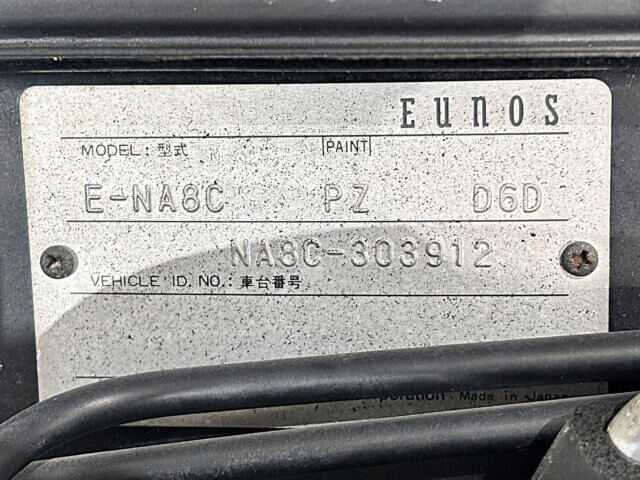 EUNOS
MODEL: 型式 PAINT
E-NA8C PZ D6D
NA8C-303912
VEHICLE ID. NO.: 車台番号
Made in Japan